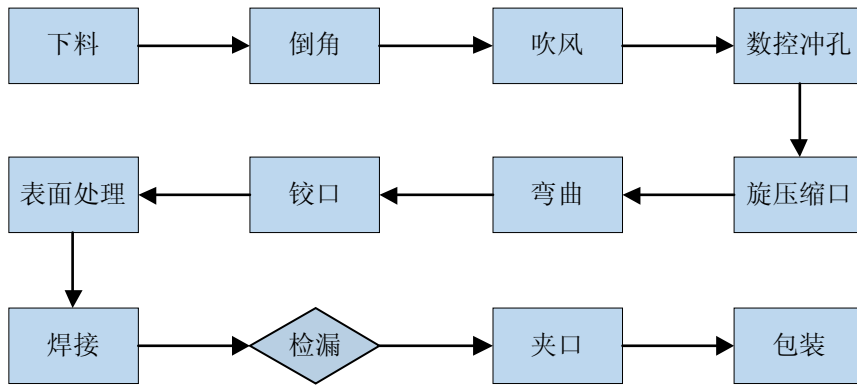 下料
倒角
吹风
数控冲孔
旋压缩口
弯曲
铰口
表面处理
焊接
检漏
夹口
包装